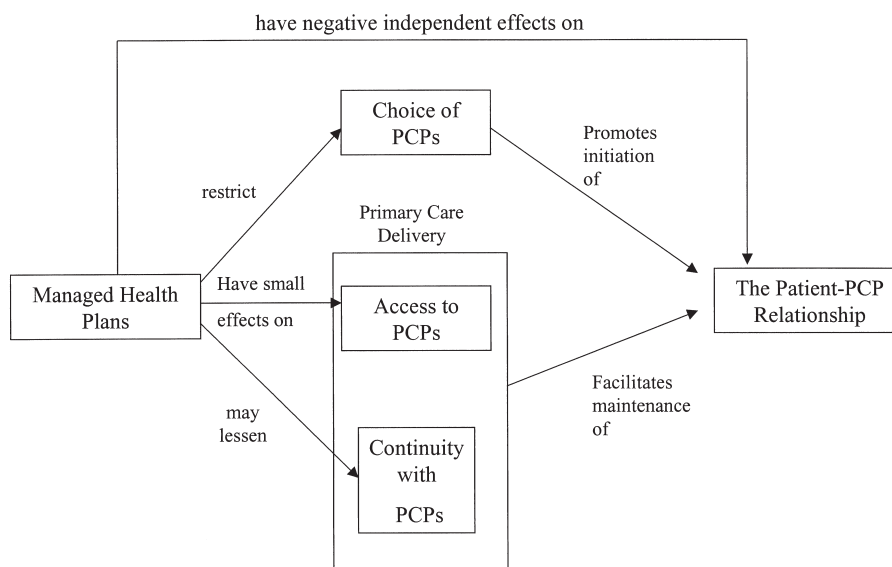 have negative independent effects on
Choice of
PCPs
Promotes
initiation
of
restrict
Primary Care
Delivery
Managed Health
Plans
Have small
effects on
Access to
PCPs
The Patient-PCP
Relationship
may
lessen
Continuity
with
PCPs
Facilitates
maintenance
of